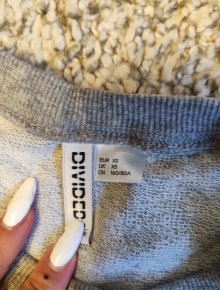 DIVIDED
EUR XS
UK XS
CN 160/80A